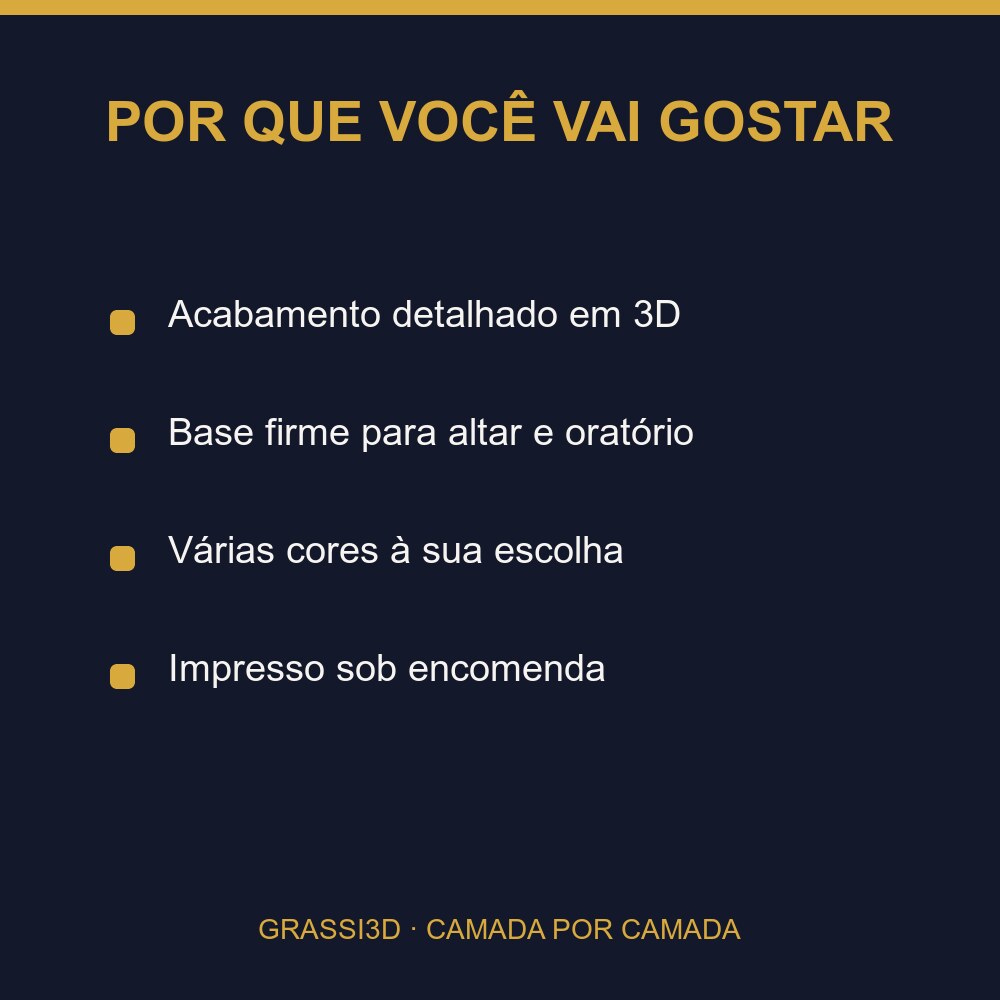 POR QUE VOCÊ VAI GOSTAR
Acabamento detalhado em 3D
Base firme para altar e oratório
Várias cores à sua escolha
Impresso sob encomenda
GRASSI3D · CAMADA POR CAMADA